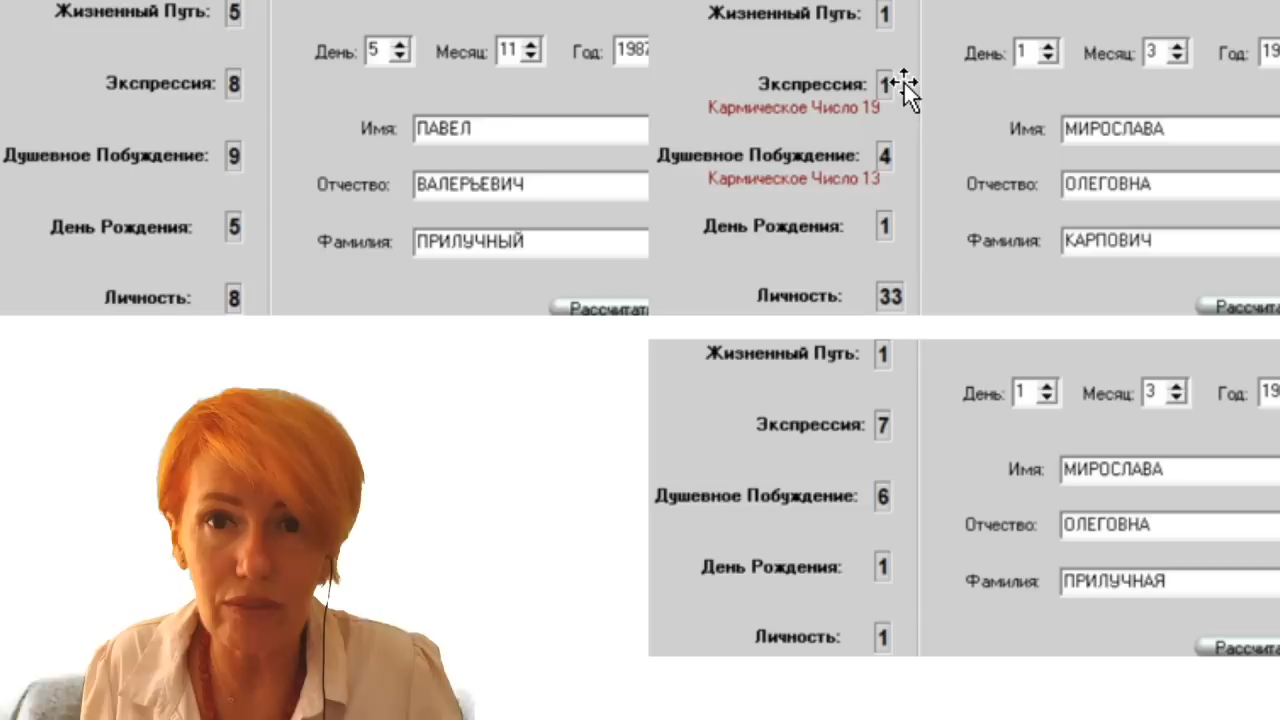 Жизненный Путь: 5
День: 5 Месяц: 11 Год: 1987
Экспрессия: 8
Имя: ПАВЕЛ
Душевное Побуждение: 9
Отчество: ВАЛЕРЬЕВИЧ
День Рождения: 5
Фамилия: ПРИЛУЧНЫЙ
Личность: 8
Рассчитат
Жизненный Путь: 1
День: 1 Месяц: 3 Год: 19
Экспрессия: 1
Кармическое Число 19
Имя: МИРОСЛАВА
Душевное Побуждение: 4
Кармическое Число 13
Отчество: ОЛЕГОВНА
День Рождения: 1
Фамилия: КАРПОВИЧ
Личность: 33
Рассчита
Жизненный Путь: 1
День: 1 Месяц: 3 Год: 19
Экспрессия: 7
Имя: МИРОСЛАВА
Душевное Побуждение: 6
Отчество: ОЛЕГОВНА
День Рождения: 1
Фамилия: ПРИЛУЧНАЯ
Личность: 1
Рассчита